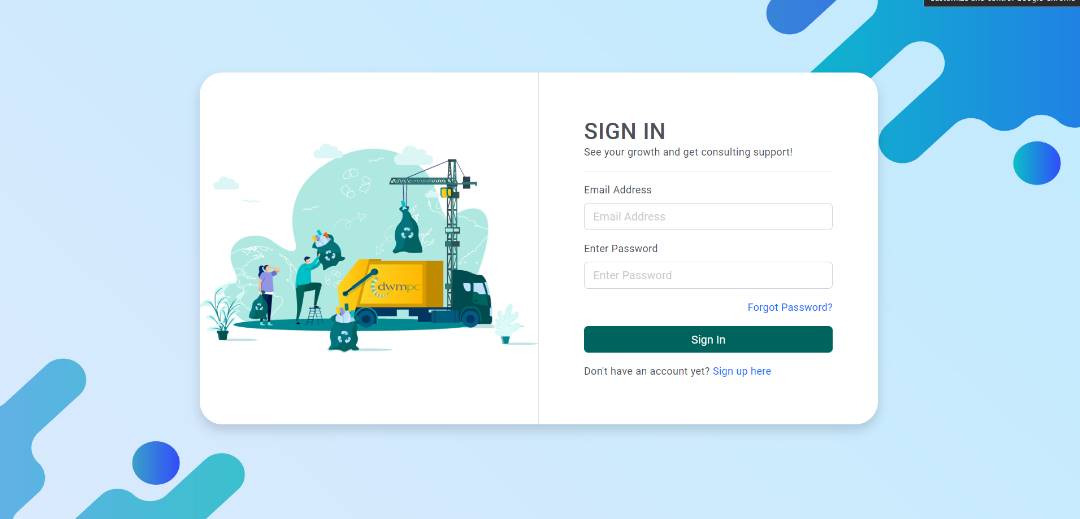 SIGN IN
See your growth and get consulting support!
Email Address
Email Address
Enter Password
Enter Password
Forgot Password?
Sign In
Don't have an account yet? Sign up here
dwmpc